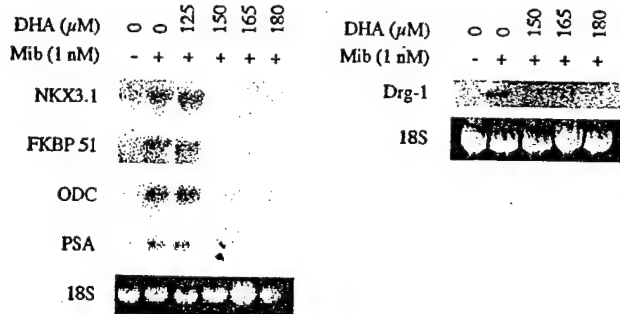 DHA (µM) 0 0 125 150 165 180
Mib (1 nM) - + + + + +
NKX3.1
FKBP 51
ODC
PSA
18S
DHA (µM) 0 0 150 165 180
Mib (1 nM) - + + + +
Drg-1
18S